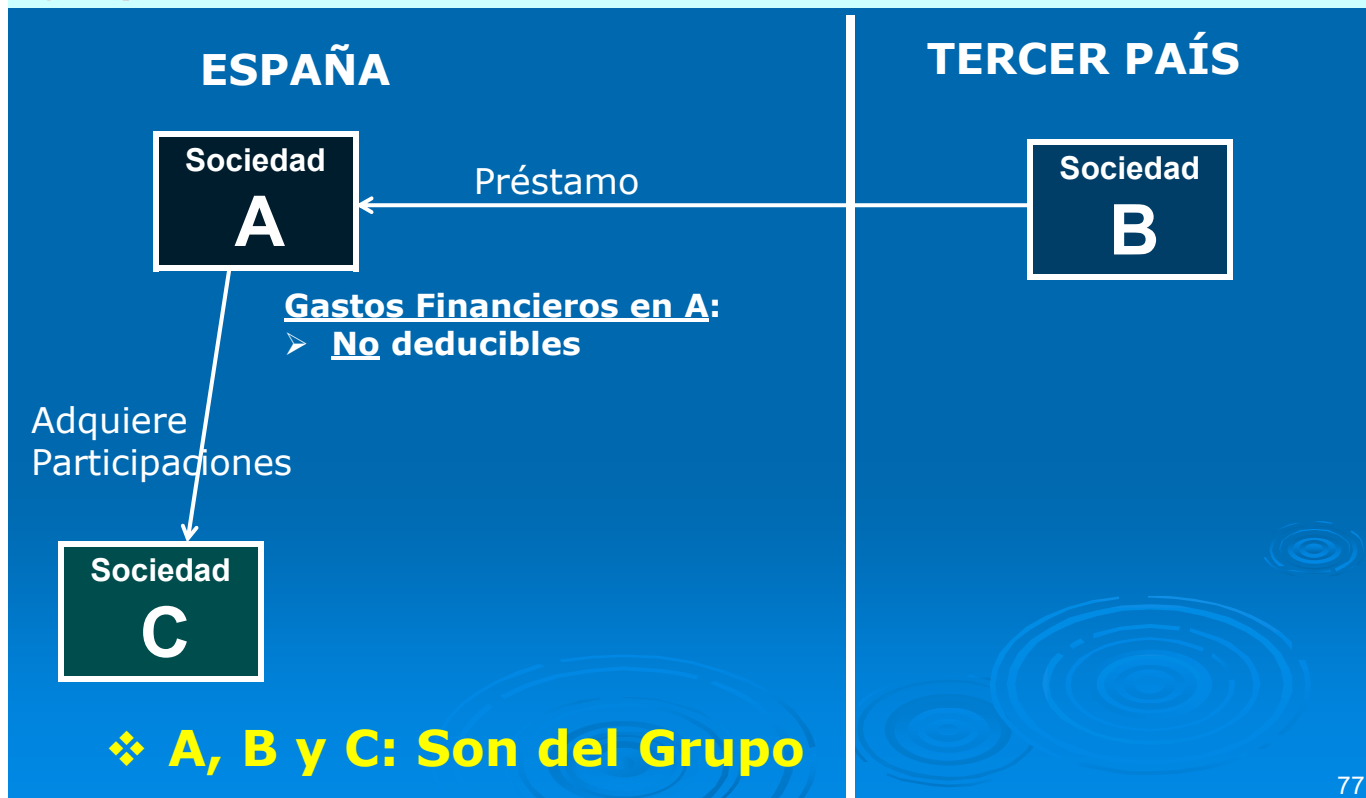 ESPAÑA
TERCER PAÍS
Sociedad
A
Préstamo
Sociedad
B
Gastos Financieros en A:
➢ No deducibles
Adquiere
Participaciones
Sociedad
C
❖ A, B y C: Son del Grupo
77